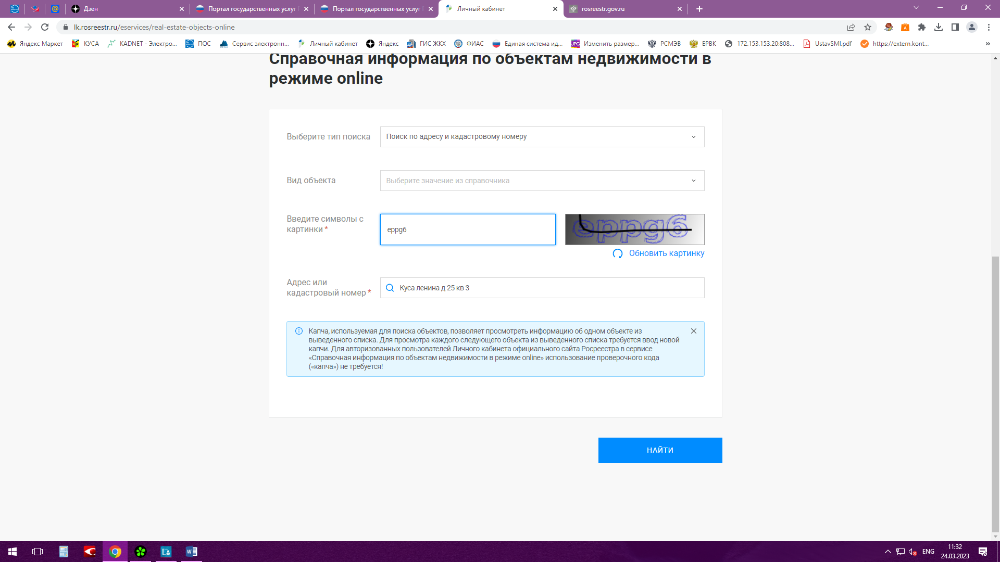 Дзен
Портал государственных услуг
Портал государственных услуг
Личный кабинет
rosreestr.gov.ru
lk.rosreestr.ru/eservices/real-estate-objects-online
Яндекс Маркет
КУСА
KADNET - Электро...
ПОС
Сервис электронн...
Личный кабинет
Яндекс
ГИС ЖКХ
ФИАС
Единая система ид...
Изменить размер...
РСМЭВ
ЕРВК
172.153.153.20:808...
UstavSMI.pdf
https://extern.kont...
Справочная информация по объектам недвижимости в
режиме online
Выберите тип поиска
Поиск по адресу и кадастровому номеру
Вид объекта
Выберите значение из справочника
Введите символы с
картинки *
eppg6
eppg6
Обновить картинку
Адрес или
кадастровый номер *
Куса ленина д 25 кв 3
Капча, используемая для поиска объектов, позволяет просмотреть информацию об одном объекте из
выведенного списка. Для просмотра каждого следующего объекта из выведенного списка требуется ввод новой
капчи. Для авторизованных пользователей Личного кабинета официального сайта Росреестра в сервисе
«Справочная информация по объектам недвижимости в режиме online» использование проверочного кода
(«капча») не требуется!
НАЙТИ
ENG
11:32
24.03.2023